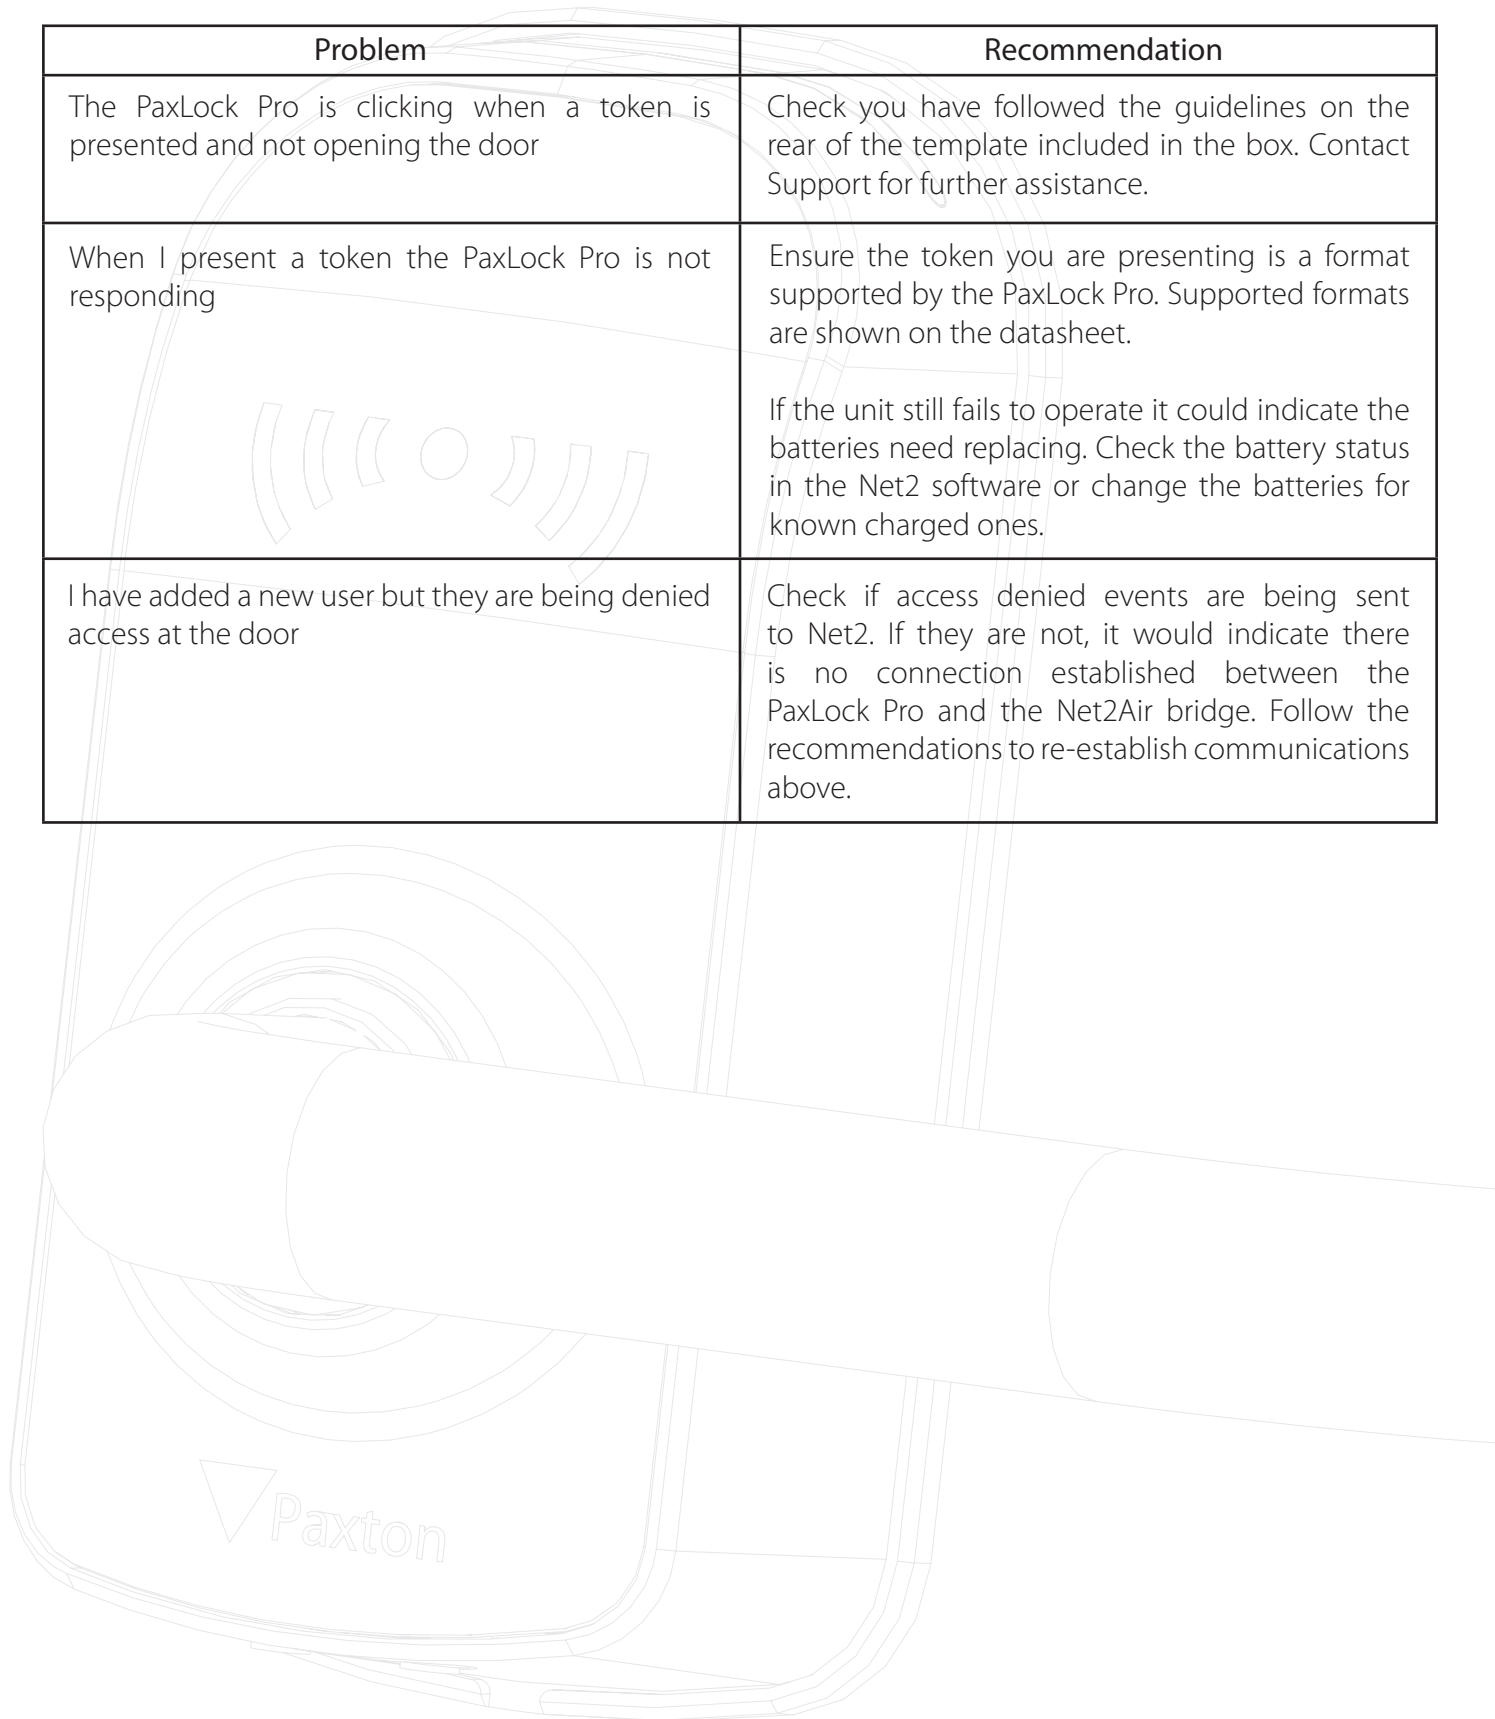 Problem
Recommendation
The PaxLock Pro is clicking when a token is
presented and not opening the door
Check you have followed the guidelines on the
rear of the template included in the box. Contact
Support for further assistance.
When I present a token the PaxLock Pro is not
responding
Ensure the token you are presenting is a format
supported by the PaxLock Pro. Supported formats
are shown on the datasheet.
If the unit still fails to operate it could indicate the
batteries need replacing. Check the battery status
in the Net2 software or change the batteries for
known charged ones.
I have added a new user but they are being denied
access at the door
Check if access denied events are being sent
to Net2. If they are not, it would indicate there
is no connection established between the
PaxLock Pro and the Net2Air bridge. Follow the
recommendations to re-establish communications
above.
Paxton